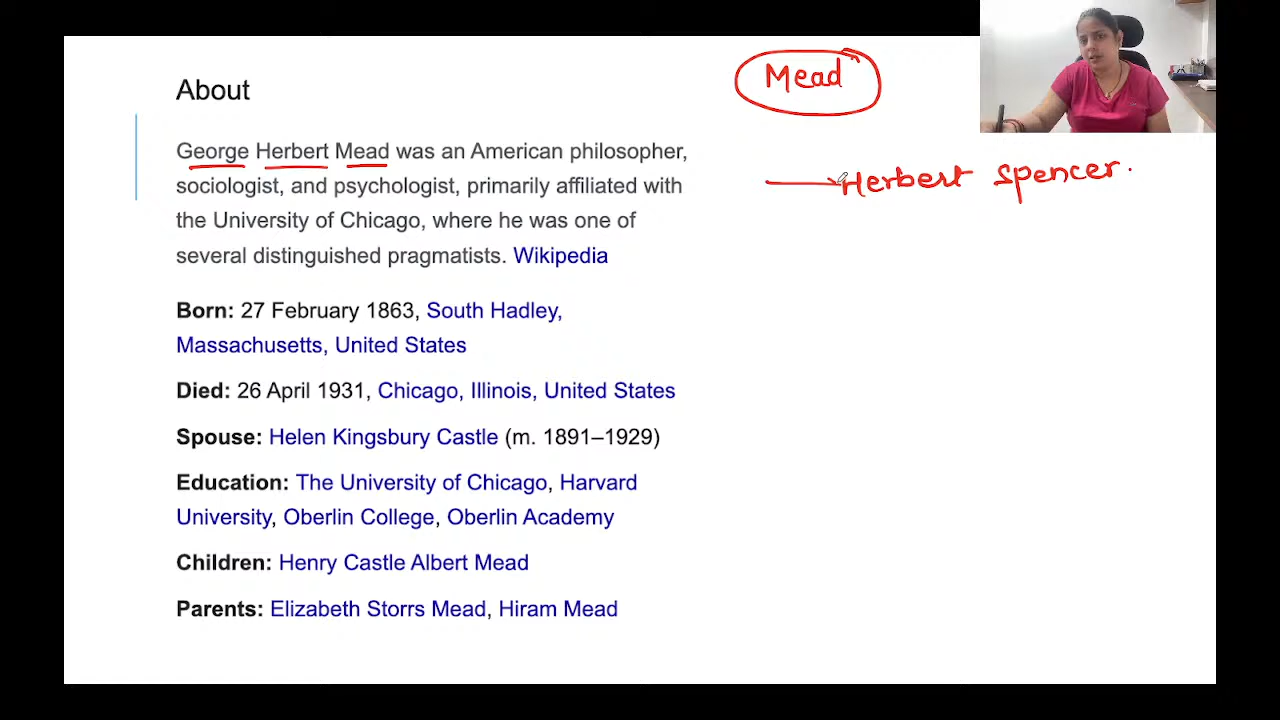 About
Mead
George Herbert Mead was an American philosopher,
Herbert Spencer.
sociologist, and psychologist, primarily affiliated with
the University of Chicago, where he was one of
several distinguished pragmatists. Wikipedia
Born: 27 February 1863, South Hadley,
Massachusetts, United States
Died: 26 April 1931, Chicago, Illinois, United States
Spouse: Helen Kingsbury Castle (m. 1891–1929)
Education: The University of Chicago, Harvard
University, Oberlin College, Oberlin Academy
Children: Henry Castle Albert Mead
Parents: Elizabeth Storrs Mead, Hiram Mead